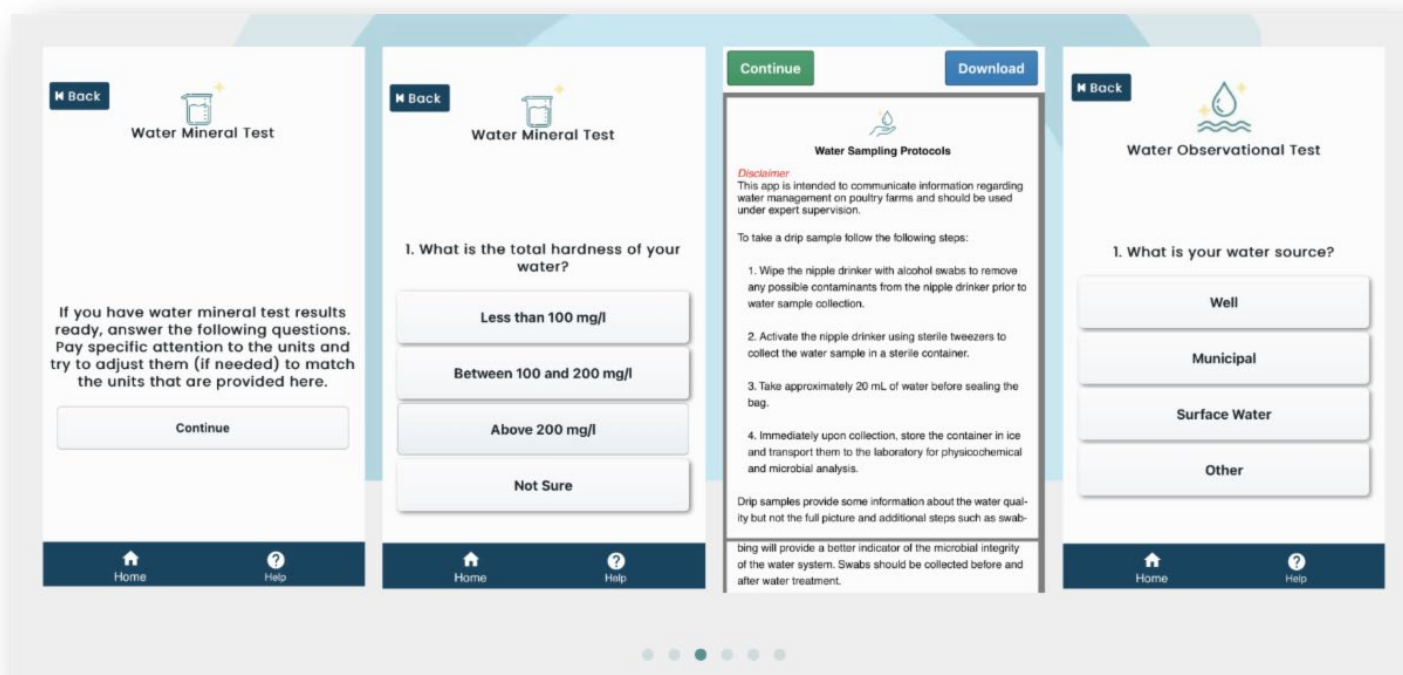 Back
Water Mineral Test
If you have water mineral test results
ready, answer the following questions.
Pay specific attention to the units and
try to adjust them (if needed) to match
the units that are provided here.
Continue
Home
Help
Back
Water Mineral Test
1. What is the total hardness of your
water?
Less than 100 mg/l
Between 100 and 200 mg/l
Above 200 mg/l
Not Sure
Home
Help
Continue
Download
Water Sampling Protocols
Disclaimer
This app is intended to communicate information regarding
water management on poultry farms and should be used
under expert supervision.
To take a drip sample follow the following steps:
1. Wipe the nipple drinker with alcohol swabs to remove
any possible contaminants from the nipple drinker prior to
water sample collection.
2. Activate the nipple drinker using sterile tweezers to
collect the water sample in a sterile container.
3. Take approximately 20 mL of water before sealing the
bag.
4. Immediately upon collection, store the container in ice
and transport them to the laboratory for physicochemical
and microbial analysis.
Drip samples provide some information about the water qual-
ity but not the full picture and additional steps such as swab-
bing will provide a better indicator of the microbial integrity
of the water system. Swabs should be collected before and
after water treatment.
Back
Water Observational Test
1. What is your water source?
Well
Municipal
Surface Water
Other
Home
Help